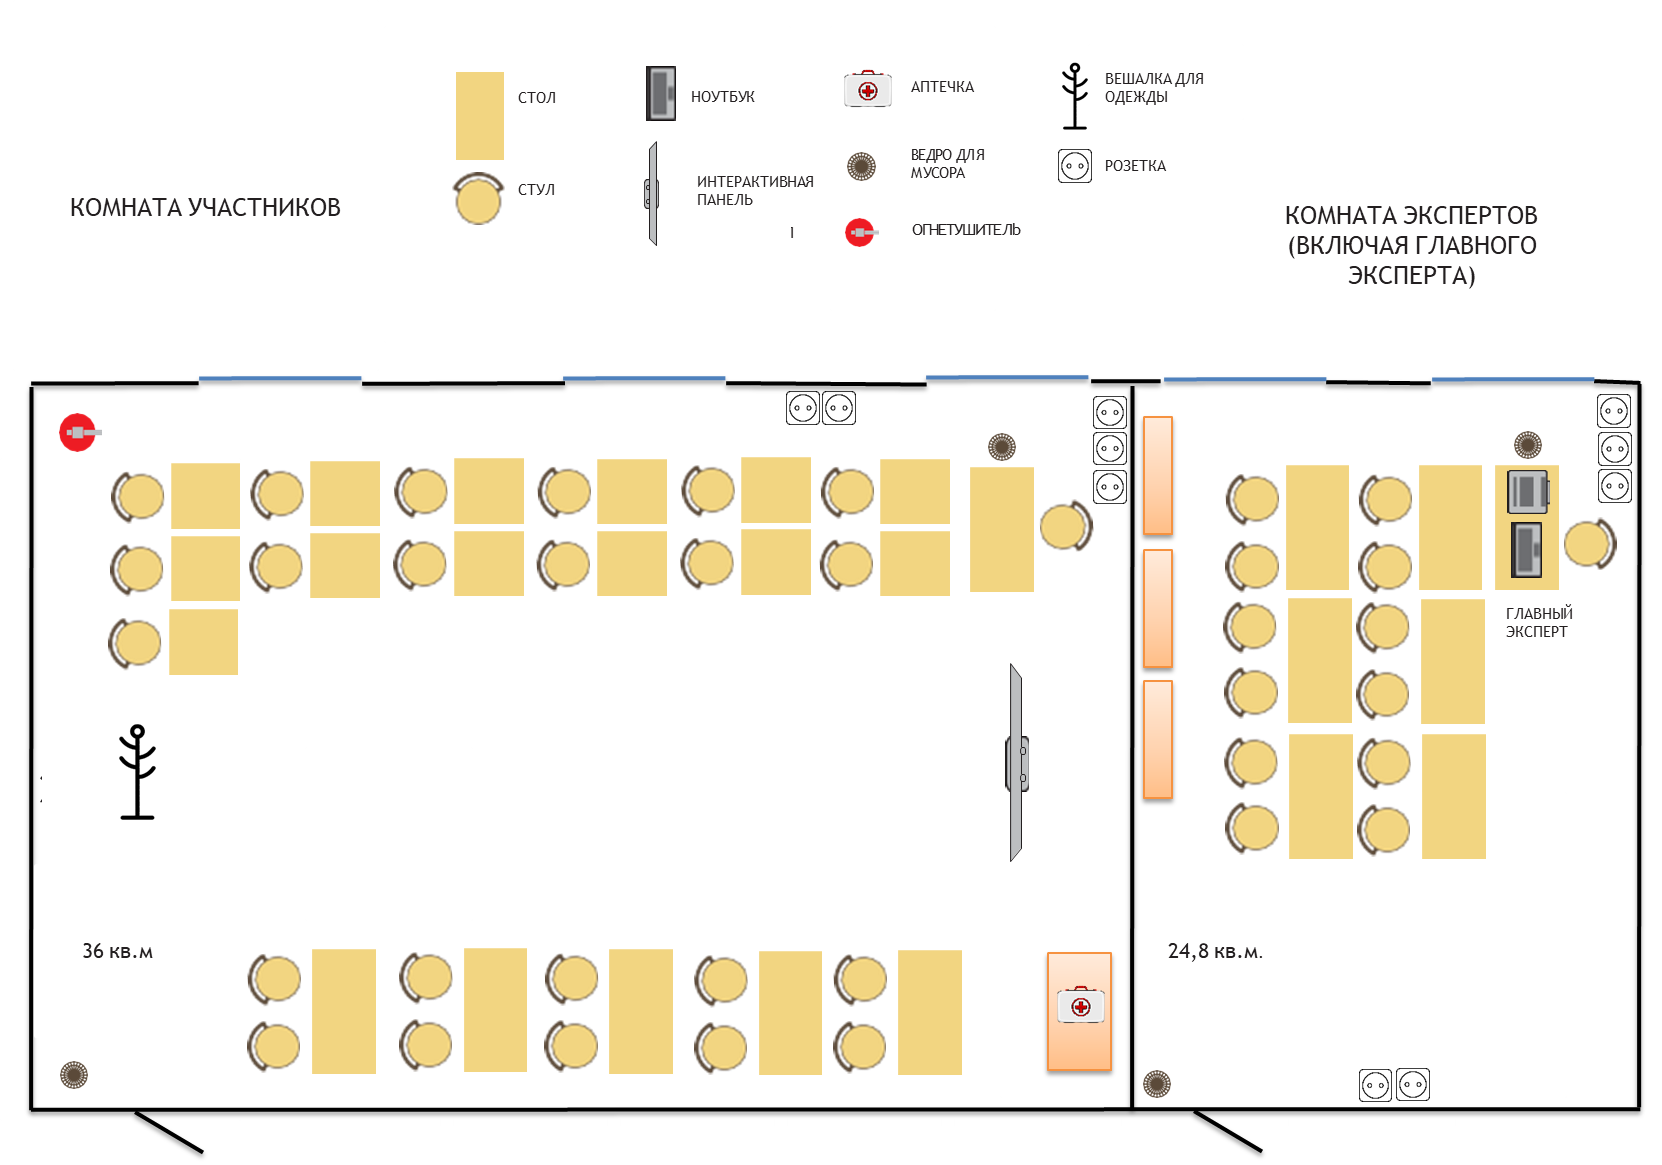 СТОЛ
СТУЛ
НОУТБУК
ИНТЕРАКТИВНАЯ
ПАНЕЛЬ
1
АПТЕЧКА
ВЕДРО ДЛЯ
МУСОРА
ОГНЕТУШИТЕЛЬ
ВЕШАЛКА ДЛЯ
ОДЕЖДЫ
РОЗЕТКА
КОМНАТА УЧАСТНИКОВ
КОМНАТА ЭКСПЕРТОВ
(ВКЛЮЧАЯ ГЛАВНОГО
ЭКСПЕРТА)
ГЛАВНЫЙ
ЭКСПЕРТ
36 кв.м
24,8 кв.м.